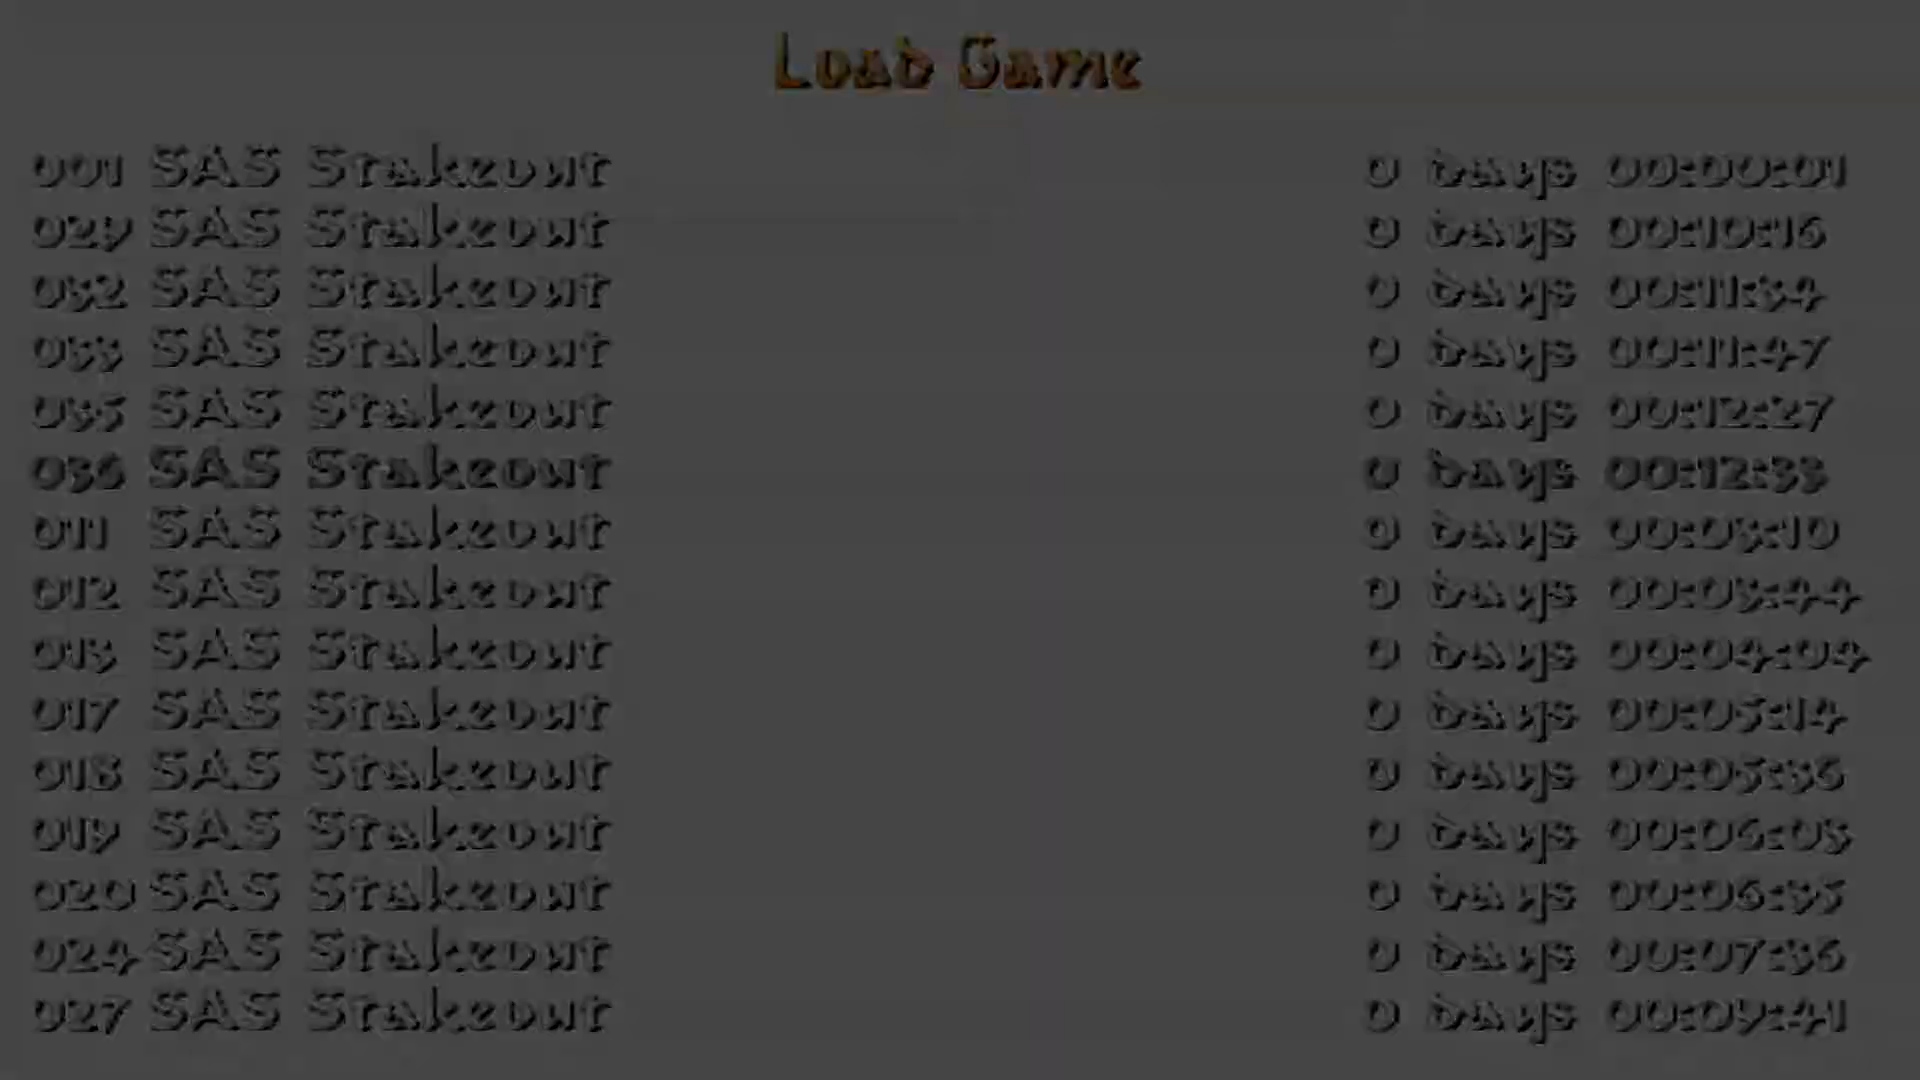 Load Game
001 SAS Stakeout 0 days 00:00:01
029 SAS Stakeout 0 days 00:10:16
032 SAS Stakeout 0 days 00:11:34
033 SAS Stakeout 0 days 00:11:47
035 SAS Stakeout 0 days 00:12:27
036 SAS Stakeout 0 days 00:12:33
011 SAS Stakeout 0 days 00:03:10
012 SAS Stakeout 0 days 00:03:44
013 SAS Stakeout 0 days 00:04:04
017 SAS Stakeout 0 days 00:05:14
018 SAS Stakeout 0 days 00:05:36
019 SAS Stakeout 0 days 00:06:03
020 SAS Stakeout 0 days 00:06:35
024 SAS Stakeout 0 days 00:07:36
027 SAS Stakeout 0 days 00:09:41